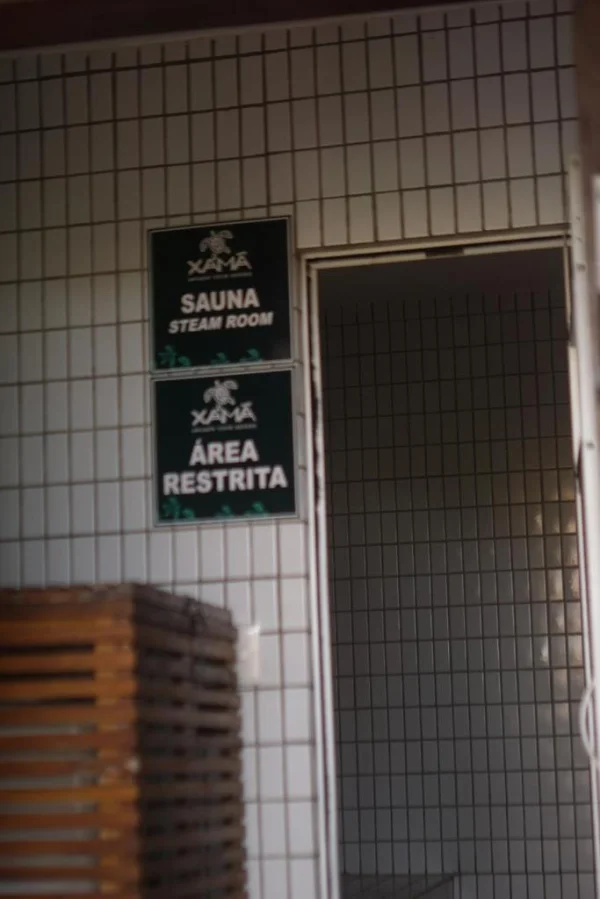 XAMÃ
SAUNA
STEAM ROOM
XAMÃ
ÁREA
RESTRITA